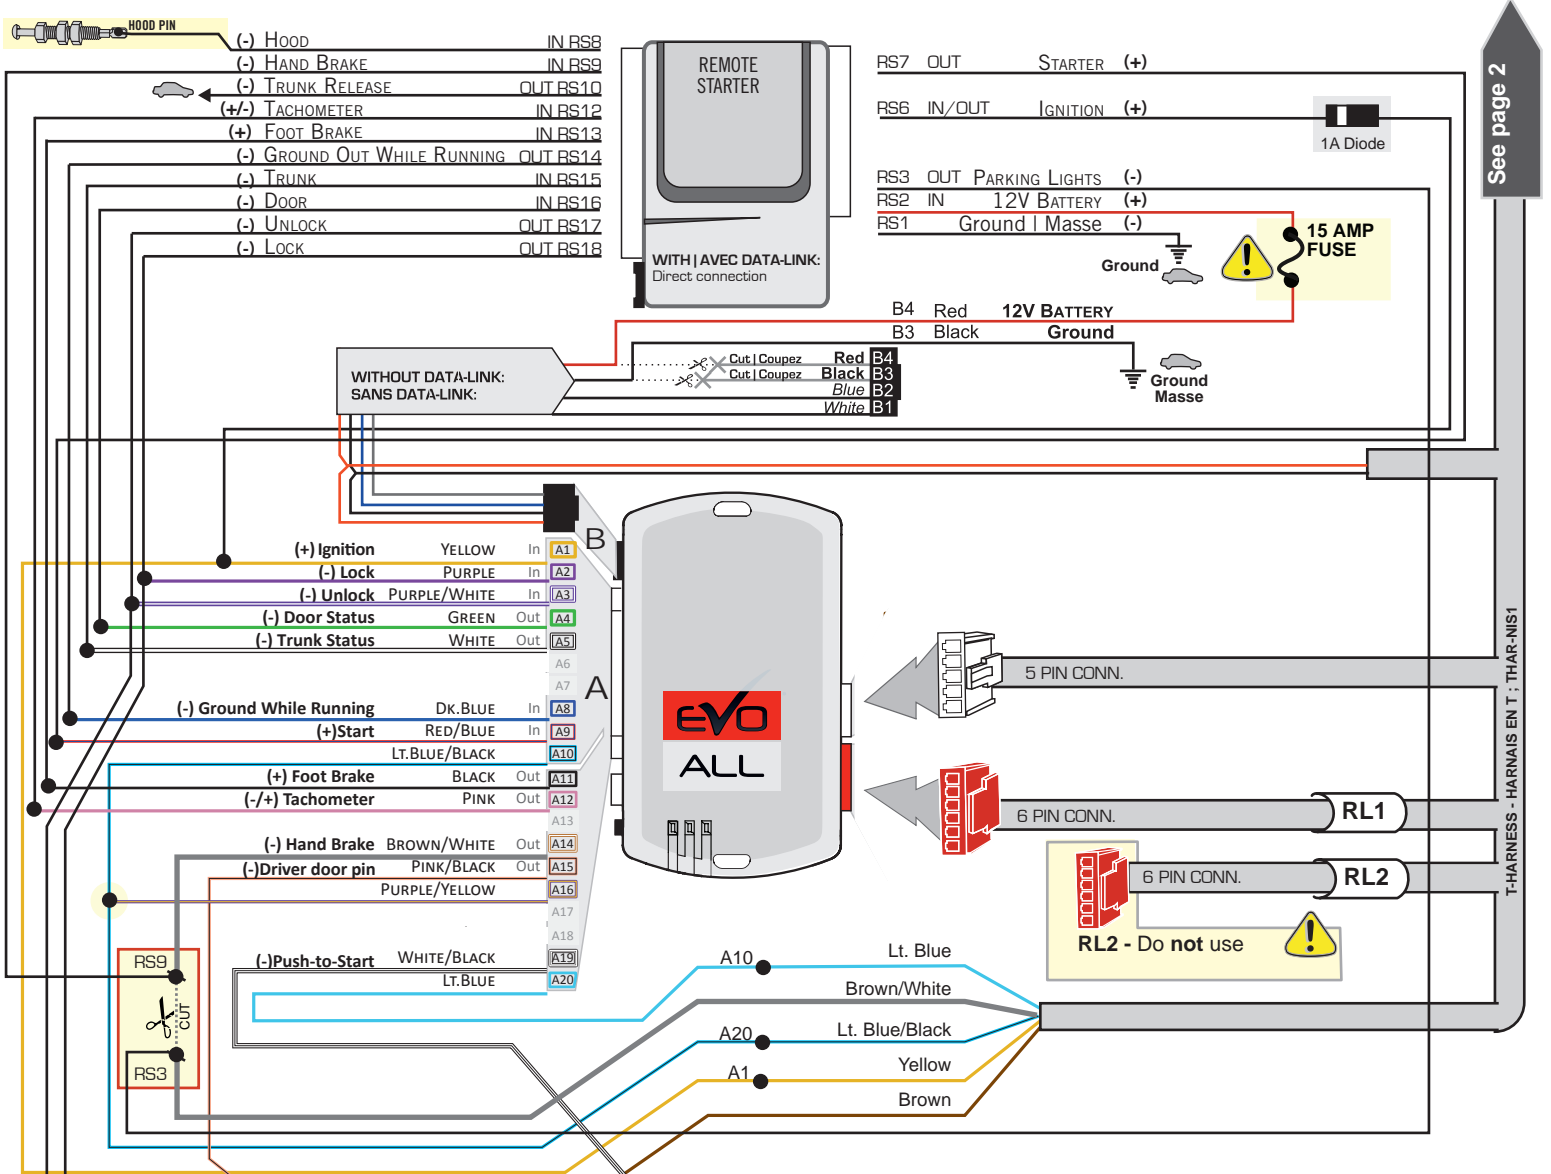 HOOD PIN
(-) HOOD IN RS8
(-) HAND BRAKE IN RS9
(-) TRUNK RELEASE OUT RS10
(+/-) TACHOMETER IN RS12
(+) FOOT BRAKE IN RS13
(-) GROUND OUT WHILE RUNNING OUT RS14
(-) TRUNK IN RS15
(-) DOOR IN RS16
(-) UNLOCK OUT RS17
(-) LOCK OUT RS18
REMOTE
STARTER
WITH | AVEC DATA-LINK:
Direct connection
RS7 OUT STARTER (+)
RS6 IN/OUT IGNITION (+)
1A Diode
RS3 OUT PARKING LIGHTS (-)
RS2 IN 12V BATTERY (+)
RS1 Ground | Masse (-)
Ground
15 AMP
FUSE
See page 2
B4 Red 12V BATTERY
B3 Black Ground
Cut | Coupez Red B4
Cut | Coupez Black B3
Blue B2
White B1
Ground
Masse
WITHOUT DATA-LINK:
SANS DATA-LINK:
B
A
(+) Ignition YELLOW In A1
(-) Lock PURPLE In A2
(-) Unlock PURPLE/WHITE In A3
(-) Door Status GREEN Out A4
(-) Trunk Status WHITE Out A5
A6
A7
(-) Ground While Running DK.BLUE In A8
(+)Start RED/BLUE In A9
LT.BLUE/BLACK A10
(+) Foot Brake BLACK Out A11
(-/+) Tachometer PINK Out A12
A13
(-) Hand Brake BROWN/WHITE Out A14
(-)Driver door pin PINK/BLACK Out A15
PURPLE/YELLOW A16
A17
A18
(-)Push-to-Start WHITE/BLACK A19
LT.BLUE A20
EVO
ALL
5 PIN CONN.
6 PIN CONN. RL1
6 PIN CONN. RL2
RL2 - Do not use
T-HARNESS - HARNAIS EN T ; THAR-NIS1
RS9
CUT
RS3
A10 Lt. Blue
Brown/White
A20 Lt. Blue/Black
A1 Yellow
Brown